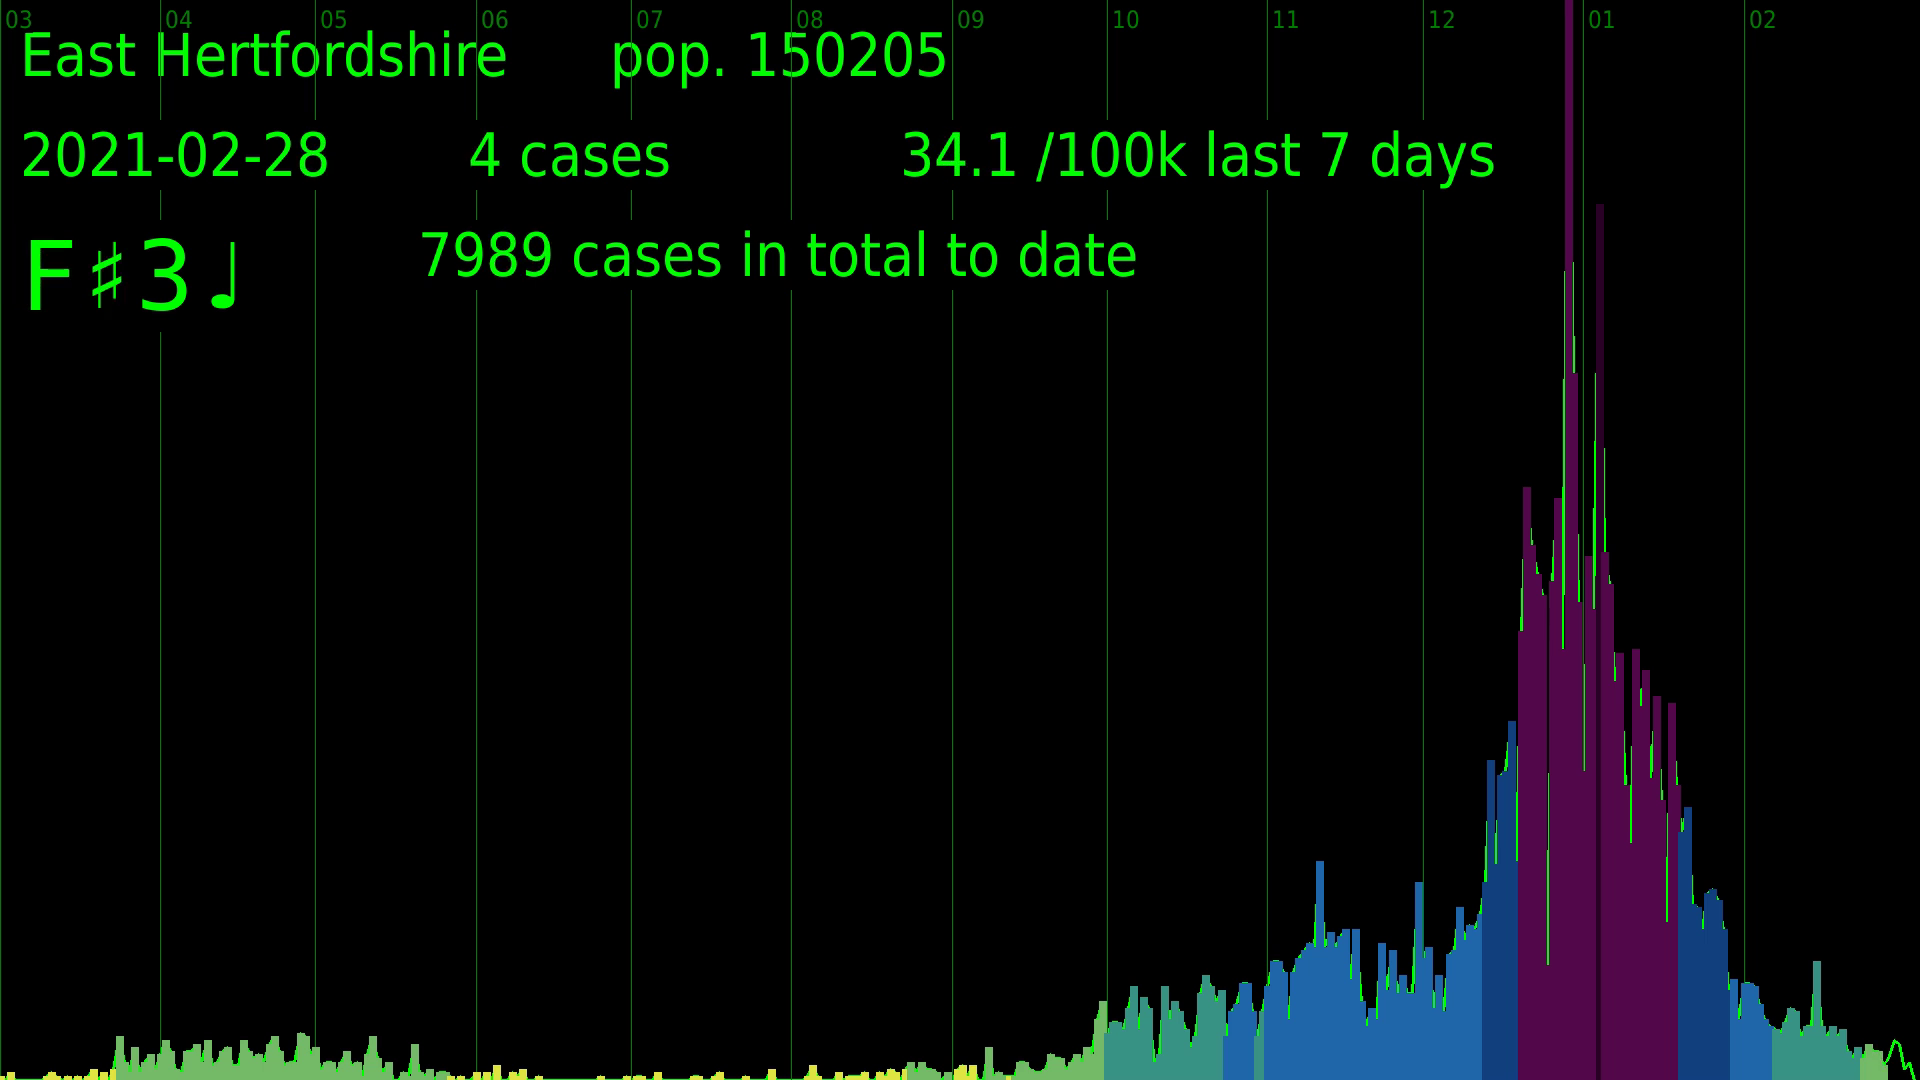 03 04 05 06 07 08 09 10 11 12 01 02
East Hertfordshire pop. 150205
2021-02-28 4 cases 34.1 /100k last 7 days
F♯3♩ 7989 cases in total to date